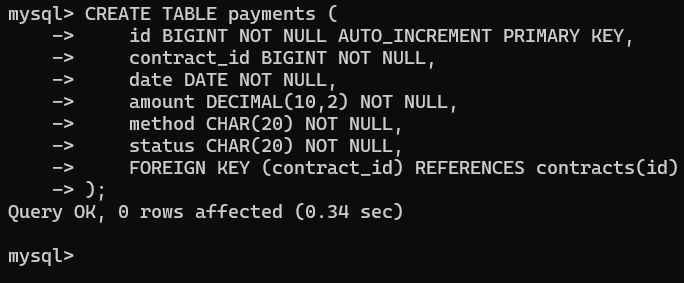 mysql> CREATE TABLE payments (
    ->     id BIGINT NOT NULL AUTO_INCREMENT PRIMARY KEY,
    ->     contract_id BIGINT NOT NULL,
    ->     date DATE NOT NULL,
    ->     amount DECIMAL(10,2) NOT NULL,
    ->     method CHAR(20) NOT NULL,
    ->     status CHAR(20) NOT NULL,
    ->     FOREIGN KEY (contract_id) REFERENCES contracts(id)
    -> );
Query OK, 0 rows affected (0.34 sec)
mysql>